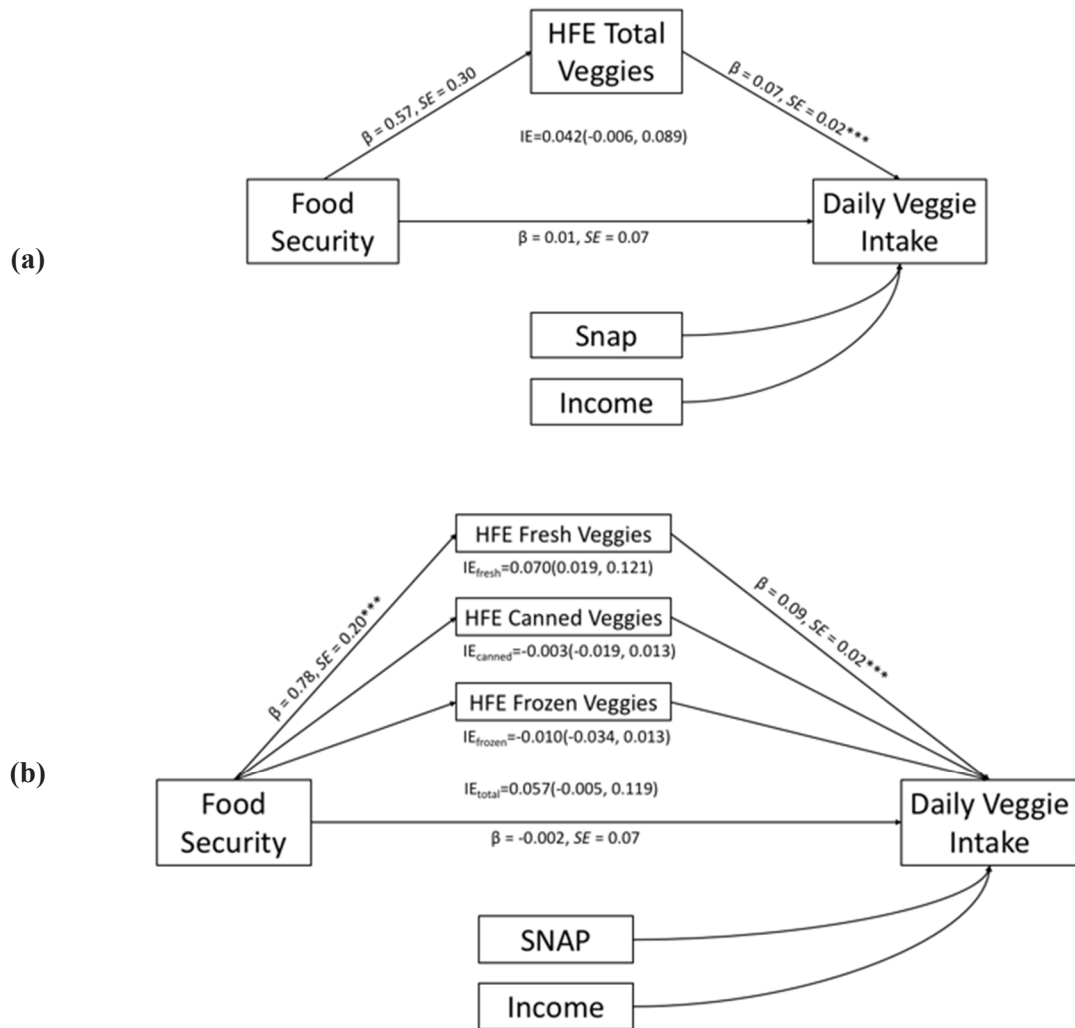 HFE Total
Veggies
β = 0.57, SE = 0.30
β = 0.07, SE = 0.02***
IE=0.042(-0.006, 0.089)
Food
Security
Daily Veggie
Intake
β = 0.01, SE = 0.07
(a)
Snap
Income
HFE Fresh Veggies
IEfresh=0.070(0.019, 0.121)
β = 0.78, SE = 0.20***
β = 0.09, SE = 0.02***
HFE Canned Veggies
IEcanned=-0.003(-0.019, 0.013)
HFE Frozen Veggies
IEfrozen=-0.010(-0.034, 0.013)
(b)
IEtotal=0.057(-0.005, 0.119)
Food
Security
Daily Veggie
Intake
β = -0.002, SE = 0.07
SNAP
Income